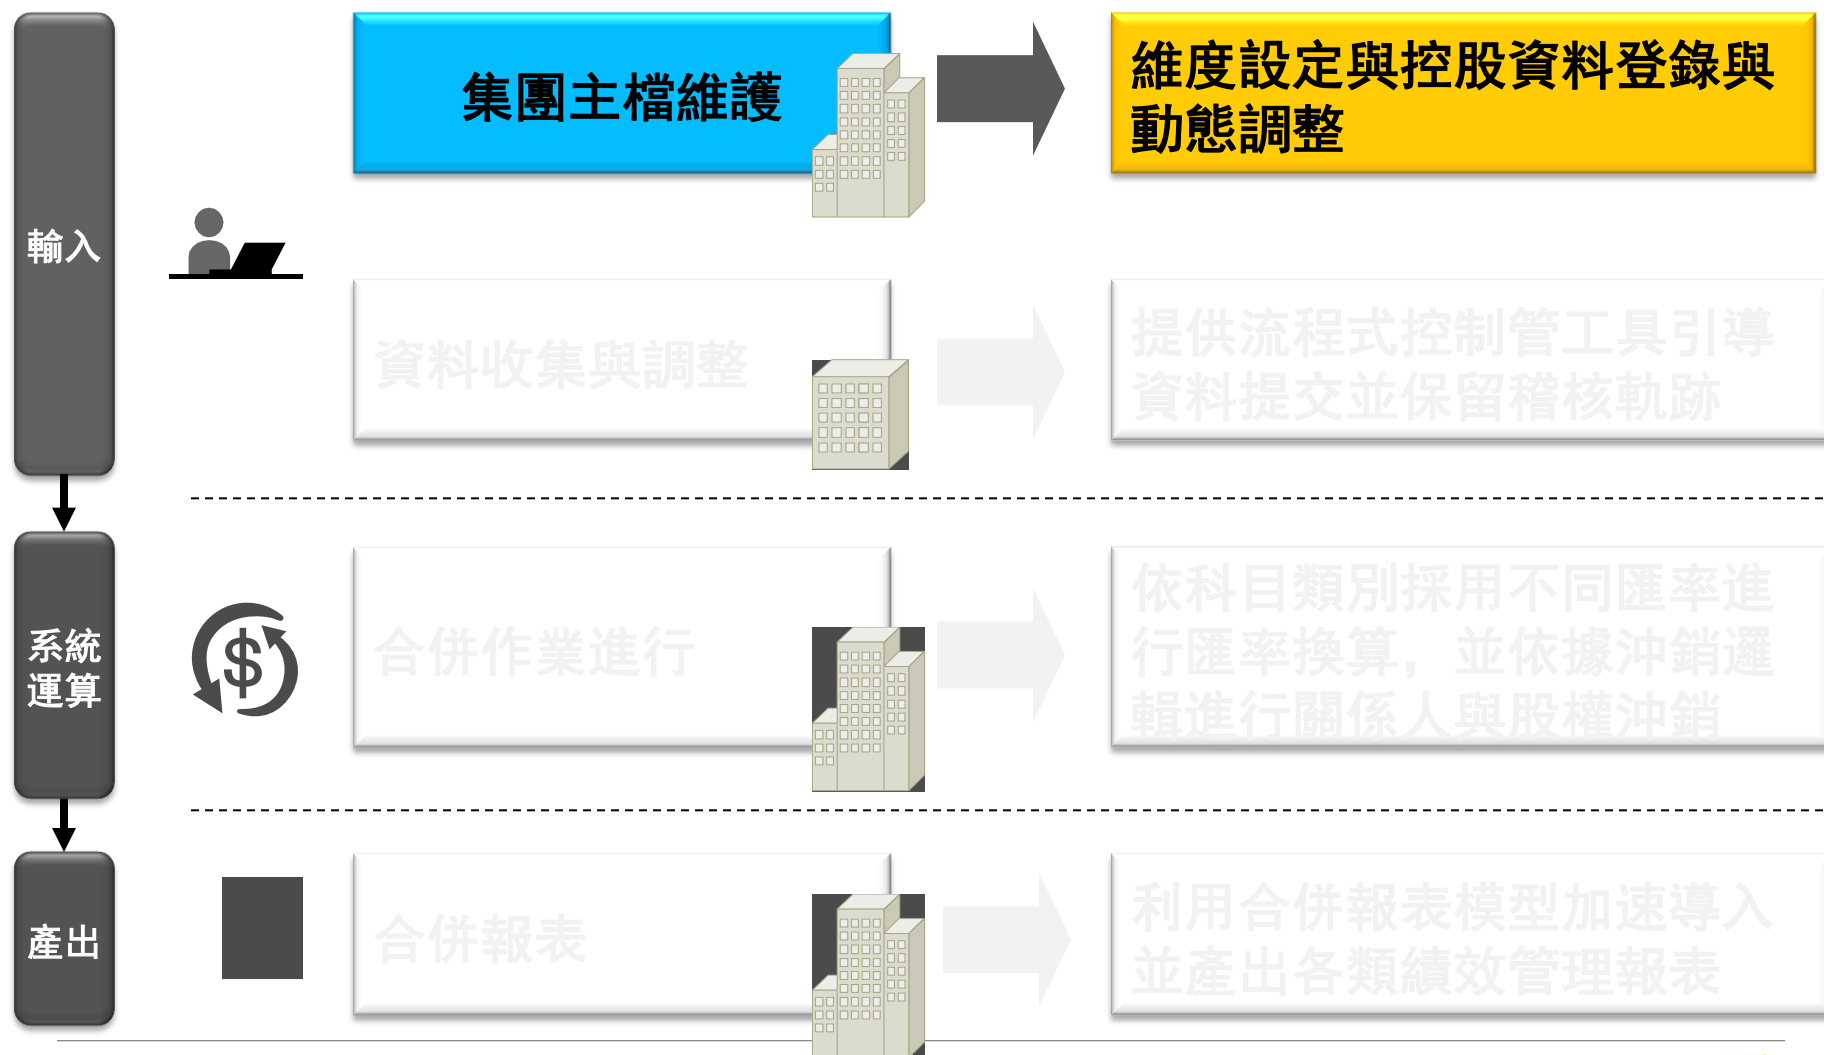 輸入
集團主檔維護
維度設定與控股資料登錄與
動態調整
資料收集與調整
提供流程式控制管工具引導
資料提交並保留稽核軌跡
系統
運算
$
合併作業進行
依科目類別採用不同匯率進
行匯率換算，並依據沖銷邏
輯進行關係人與股權沖銷
產出
合併報表
利用合併報表模型加速導入
並產出各類績效管理報表